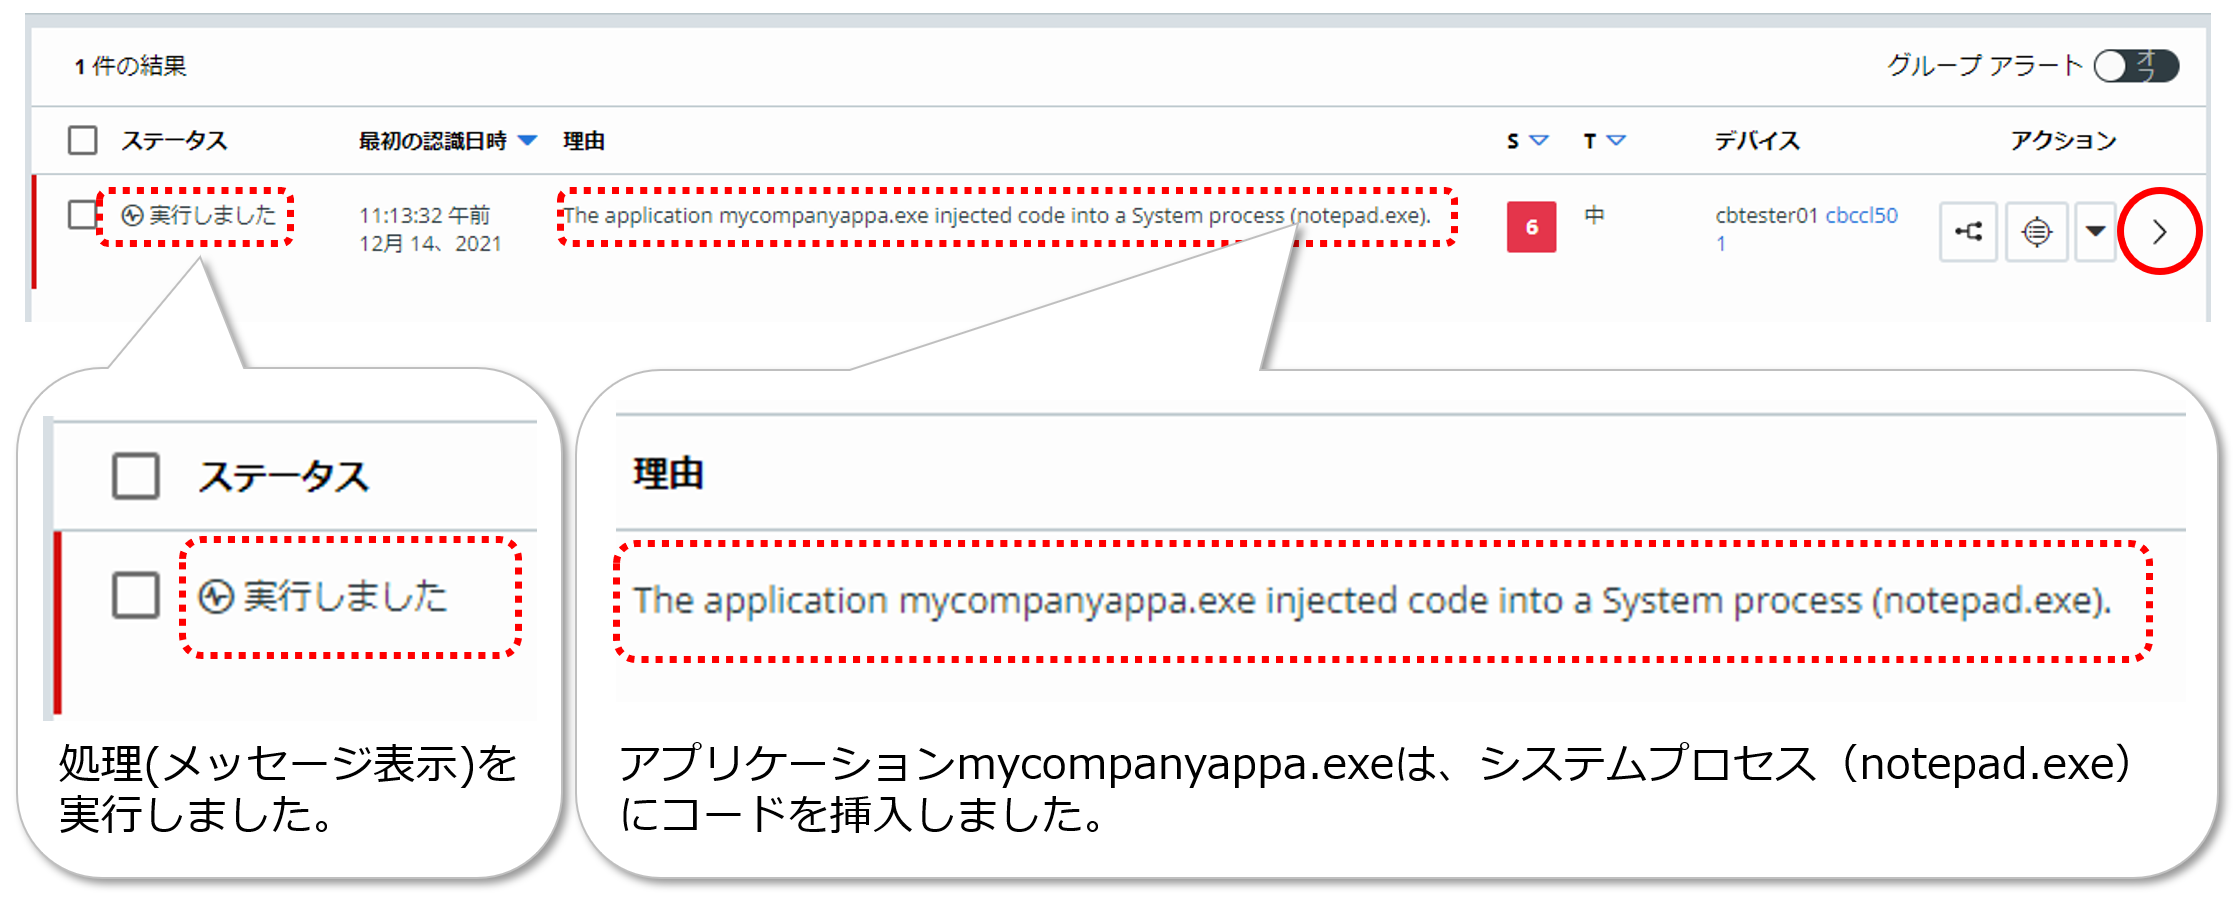 1 件の結果
グループ アラート オフ
ステータス 最初の認識日時 理由 S T デバイス アクション
実行しました 11:13:32 午前 The application mycompanyappa.exe injected code into a System process (notepad.exe). 6 中 cbtester01 cbccl50
12月 14、2021 1
ステータス
実行しました
処理(メッセージ表示)を
実行しました。
理由
The application mycompanyappa.exe injected code into a System process (notepad.exe).
アプリケーションmycompanyappa.exeは、システムプロセス（notepad.exe）
にコードを挿入しました。